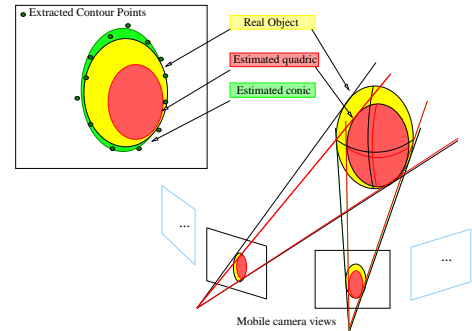 Extracted Contour Points
Real Object
Estimated quadric
Estimated conic
...
...
Mobile camera views